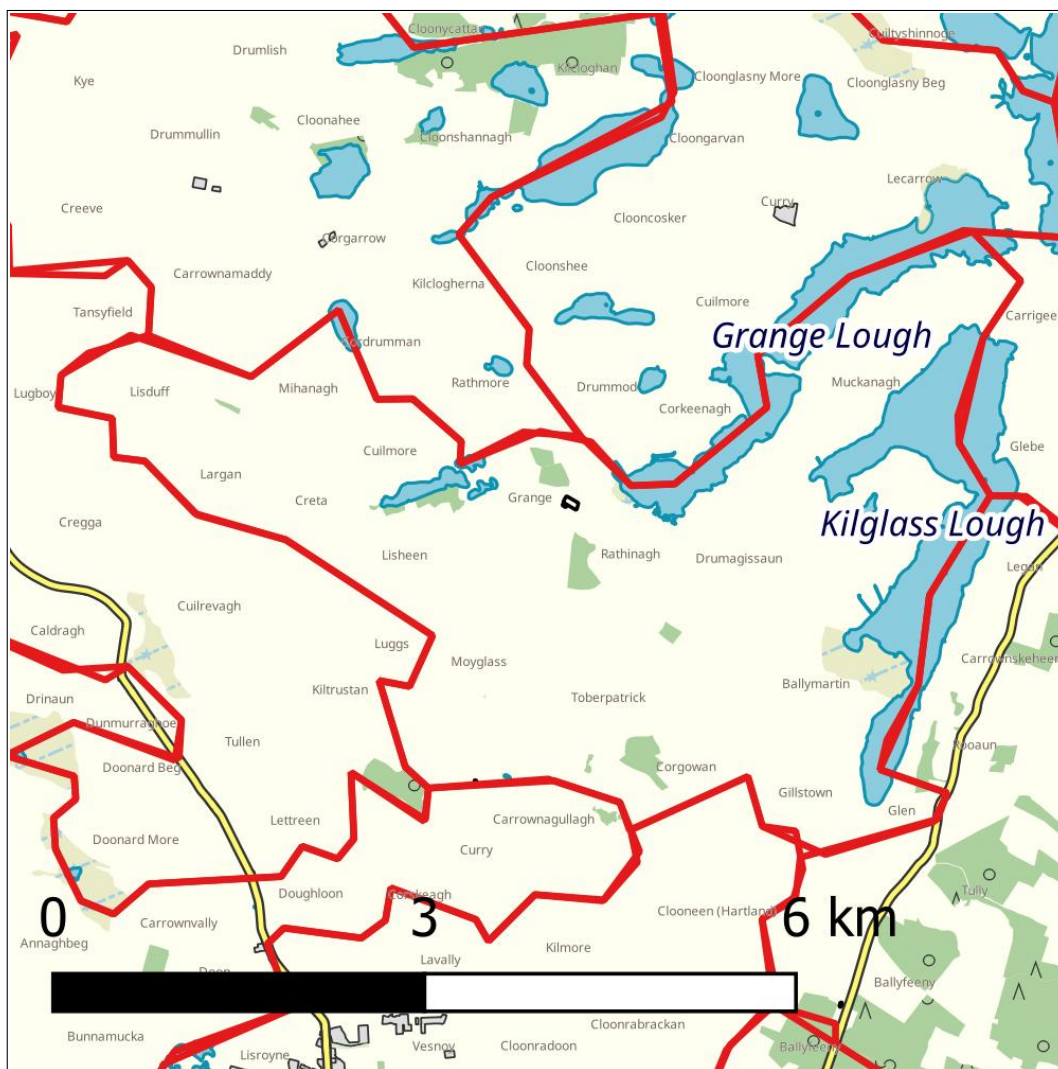 Cloonycattan
Cuiltyshinnoge
Drumlish
Kilcloghan
Kye
Cloonglasny More
Cloonglasny Beg
Cloonahee
Drummullin
Cloonshannagh
Cloongarvan
Lecarrow
Creeve
Curry
Clooncosker
Corgarrow
Cloonshee
Carrownamaddy
Kilclogherna
Cuilmore
Tansyfield
Carrigeen
Grange Lough
Cordrumman
Lugboy
Lisduff
Mihanagh
Rathmore
Drummod
Muckanagh
Corkeenagh
Glebe
Cuilmore
Largan
Creta
Grange
Cregga
Kilglass Lough
Lisheen
Rathinagh
Drumagissaun
Legan
Cuilrevagh
Caldragh
Luggs
Moyglass
Carrownskeheen
Ballymartin
Drinaun
Kiltrustan
Toberpatrick
Dunmurraghoe
Tullen
Rooaun
Doonard Beg
Corgowan
Gillstown
Glen
Lettreen
Carrownagullagh
Doonard More
Curry
Doughloon
Corskeagh
Tully
0 3 6 km
Clooneen (Hartland)
Carrownvally
Annaghbeg
Kilmore
Lavally
Doon
Ballyfeeny
Cloonrabrackan
Bunnamucka
Vesnoy
Cloonradoon
Ballyfeeny
Lisroyne